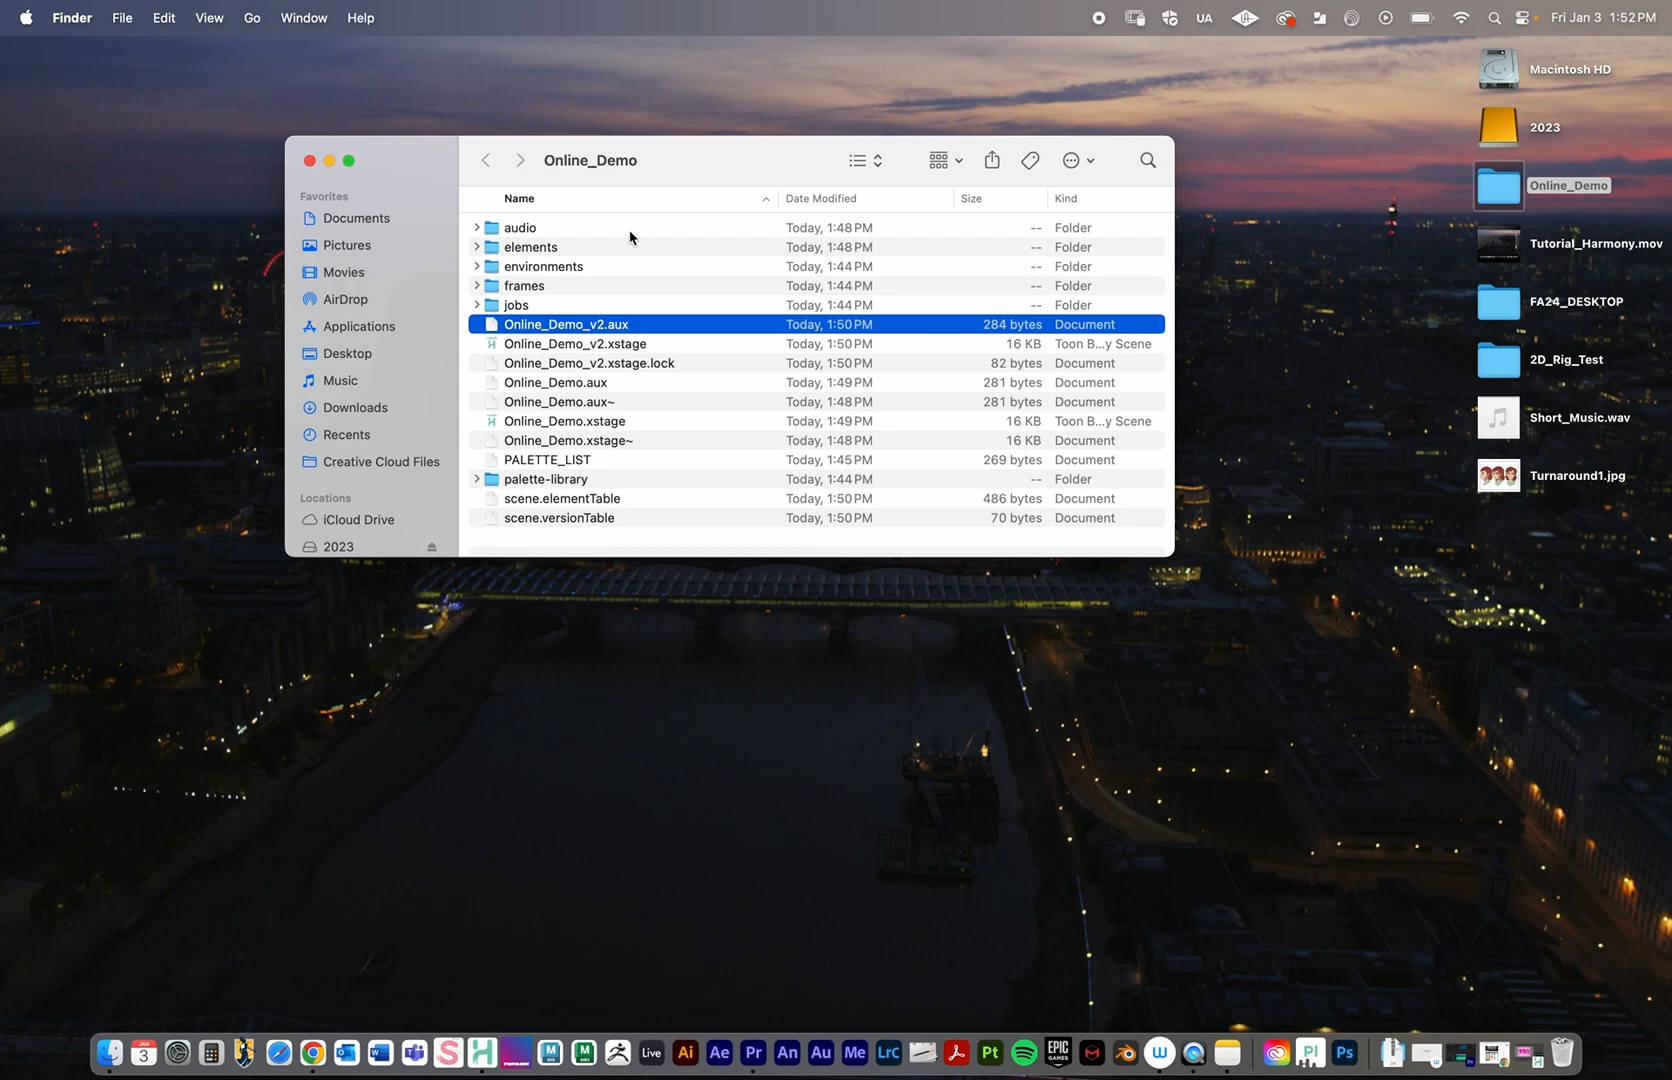 Finder File Edit View Go Window Help UA Fri Jan 3 1:52 PM
Macintosh HD
2023
Online_Demo
Tutorial_Harmony.mov
FA24_DESKTOP
2D_Rig_Test
Short_Music.wav
Turnaround1.jpg
Online_Demo
Favorites
Documents
Pictures
Movies
AirDrop
Applications
Desktop
Music
Downloads
Recents
Creative Cloud Files
Locations
iCloud Drive
2023
Name Date Modified Size Kind
audio Today, 1:48 PM -- Folder
elements Today, 1:48 PM -- Folder
environments Today, 1:44 PM -- Folder
frames Today, 1:44 PM -- Folder
jobs Today, 1:44 PM -- Folder
Online_Demo_v2.aux Today, 1:50 PM 284 bytes Document
Online_Demo_v2.xstage Today, 1:50 PM 16 KB Toon B...y Scene
Online_Demo_v2.xstage.lock Today, 1:50 PM 82 bytes Document
Online_Demo.aux Today, 1:49 PM 281 bytes Document
Online_Demo.aux~ Today, 1:48 PM 281 bytes Document
Online_Demo.xstage Today, 1:49 PM 16 KB Toon B...y Scene
Online_Demo.xstage~ Today, 1:48 PM 16 KB Document
PALETTE_LIST Today, 1:45 PM 269 bytes Document
palette-library Today, 1:44 PM -- Folder
scene.elementTable Today, 1:50 PM 486 bytes Document
scene.versionTable Today, 1:50 PM 70 bytes Document
JAN 3 S H M M Live Ai Ae Pr An Au Me LrC Pt EPIC GAMES W Pl Ps